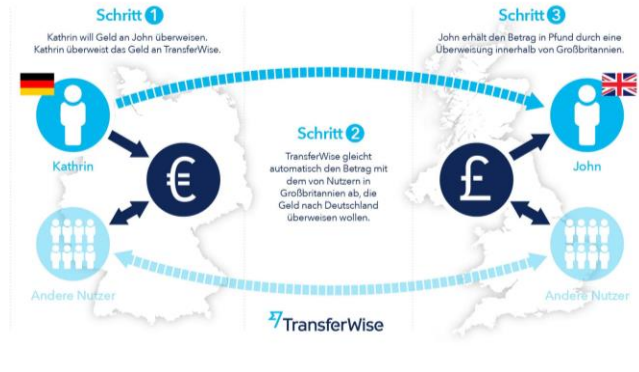 Schritt 1
Kathrin will Geld an John überweisen.
Kathrin überweist das Geld an TransferWise.
Kathrin
€
Andere Nutzer
Schritt 2
TransferWise gleicht
automatisch den Betrag mit
dem von Nutzern in
Großbritannien ab, die
Geld nach Deutschland
überweisen wollen.
TransferWise
Schritt 3
John erhält den Betrag in Pfund durch eine
Überweisung innerhalb von Großbritannien.
John
£
Andere Nutzer